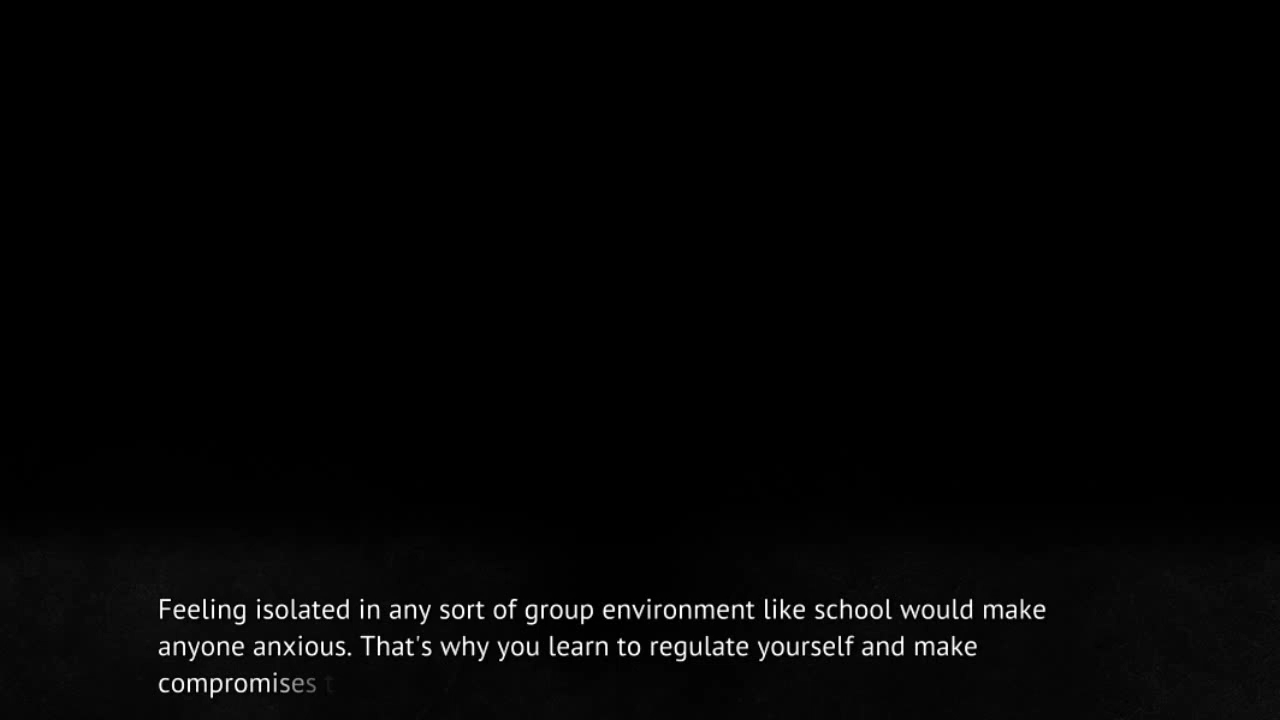 Feeling isolated in any sort of group environment like school would make
anyone anxious. That's why you learn to regulate yourself and make
compromises t